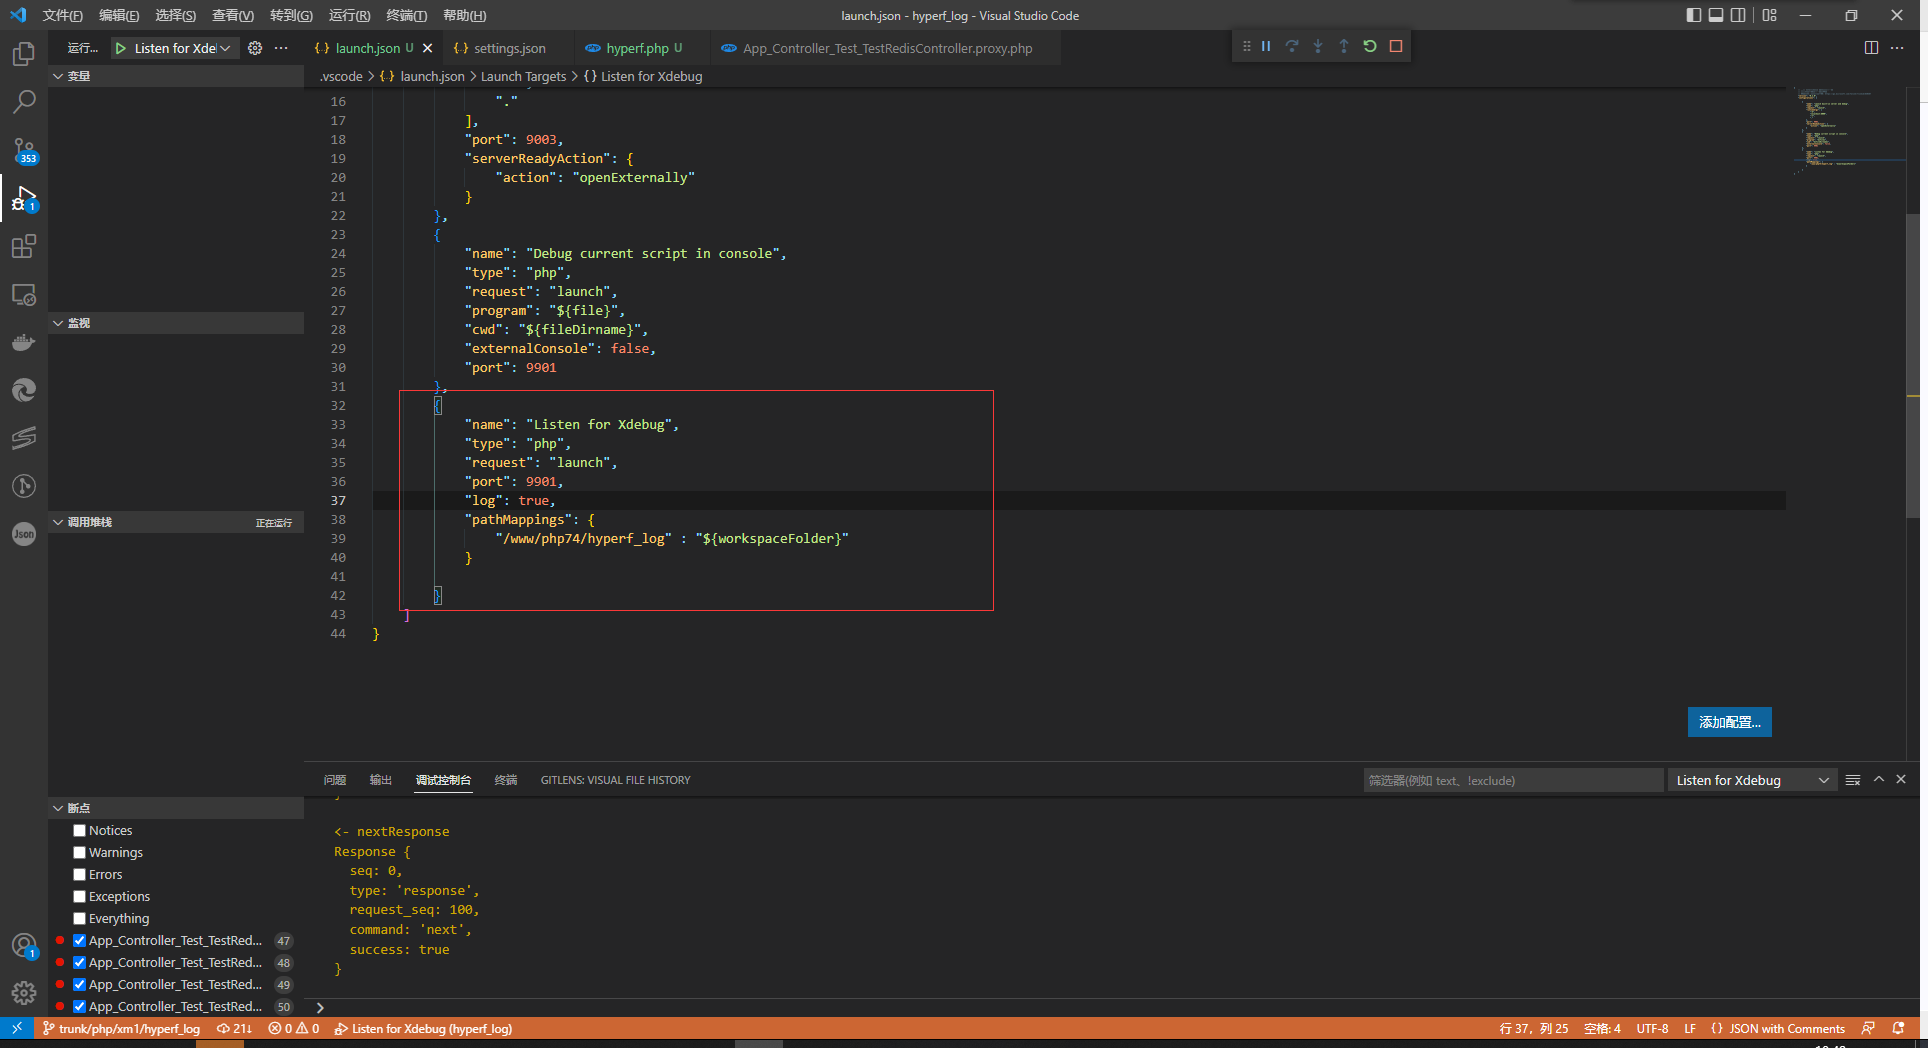 文件(F) 编辑(E) 选择(S) 查看(V) 转到(G) 运行(R) 终端(T) 帮助(H) launch.json - hyperf_log - Visual Studio Code
运行... Listen for Xdel ··· launch.json U settings.json hyperf.php U App_Controller_Test_TestRedisController.proxy.php
变量
.vscode > launch.json > Launch Targets > {} Listen for Xdebug
16 "."
17 ],
18 "port": 9003,
19 "serverReadyAction": {
20 "action": "openExternally"
21 }
22 },
23 {
24 "name": "Debug current script in console",
25 "type": "php",
26 "request": "launch",
27 "program": "${file}",
28 "cwd": "${fileDirname}",
29 "externalConsole": false,
30 "port": 9901
31 },
32 {
33 "name": "Listen for Xdebug",
34 "type": "php",
35 "request": "launch",
36 "port": 9901,
37 "log": true,
38 "pathMappings": {
39 "/www/php74/hyperf_log" : "${workspaceFolder}"
40 }
41
42 }
43 ]
44 }
353
1
监视
调用堆栈 正在运行
Json
添加配置...
问题 输出 调试控制台 终端 GITLENS: VISUAL FILE HISTORY 筛选器(例如 text、!exclude) Listen for Xdebug
断点
Notices
Warnings
Errors
Exceptions
Everything
App_Controller_Test_TestRed... 47
App_Controller_Test_TestRed... 48
App_Controller_Test_TestRed... 49
App_Controller_Test_TestRed... 50
1
}
<- nextResponse
Response {
seq: 0,
type: 'response',
request_seq: 100,
command: 'next',
success: true
}
>
trunk/php/xm1/hyperf_log 21↓ 0 0 Listen for Xdebug (hyperf_log) 行 37, 列 25 空格: 4 UTF-8 LF {} JSON with Comments